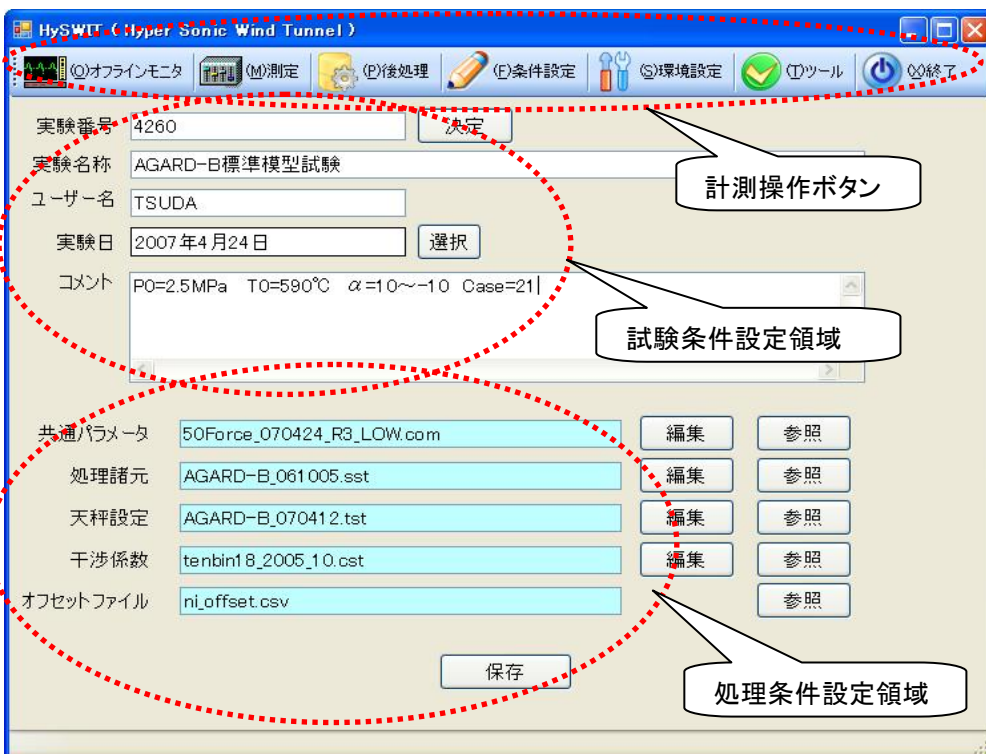 HySWIT ( Hyper Sonic Wind Tunnel )
(O)オフラインモニタ (M)測定 (P)後処理 (F)条件設定 (S)環境設定 (T)ツール (X)終了
実験番号 4260 決定
実験名称 AGARD-B標準模型試験
計測操作ボタン
ユーザー名 TSUDA
実験日 2007年4月24日 選択
コメント P0=2.5MPa T0=590℃ α=10～-10 Case=21
試験条件設定領域
共通パラメータ 50Force_070424_R3_LOW.com 編集 参照
処理諸元 AGARD-B_061005.sst 編集 参照
天秤設定 AGARD-B_070412.tst 編集 参照
干渉係数 tenbin18_2005_10.cst 編集 参照
オフセットファイル ni_offset.csv 参照
保存
処理条件設定領域